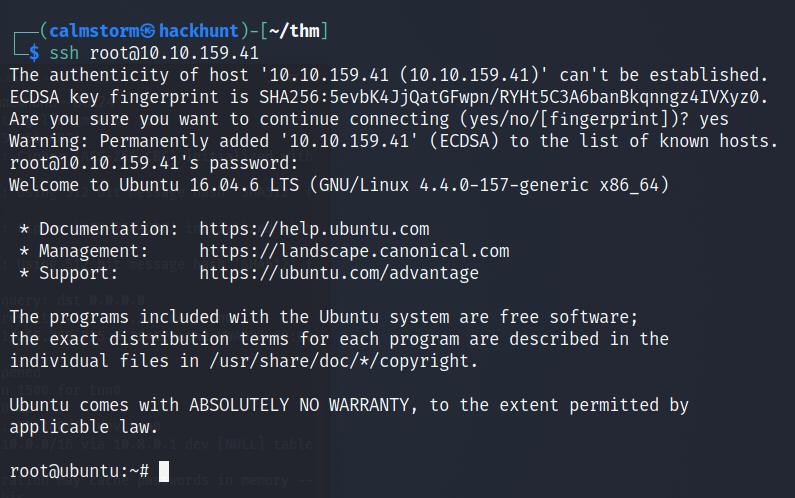 ┌──(calmstorm㉿hackhunt)-[~/thm]
└─$ ssh root@10.10.159.41
The authenticity of host '10.10.159.41 (10.10.159.41)' can't be established.
ECDSA key fingerprint is SHA256:5evbK4JjQatGFwpn/RYHt5C3A6banBkqnngz4IVXyz0.
Are you sure you want to continue connecting (yes/no/[fingerprint])? yes
Warning: Permanently added '10.10.159.41' (ECDSA) to the list of known hosts.
root@10.10.159.41's password:
Welcome to Ubuntu 16.04.6 LTS (GNU/Linux 4.4.0-157-generic x86_64)
* Documentation: https://help.ubuntu.com
* Management: https://landscape.canonical.com
* Support: https://ubuntu.com/advantage
The programs included with the Ubuntu system are free software;
the exact distribution terms for each program are described in the
individual files in /usr/share/doc/*/copyright.
Ubuntu comes with ABSOLUTELY NO WARRANTY, to the extent permitted by
applicable law.
root@ubuntu:~#